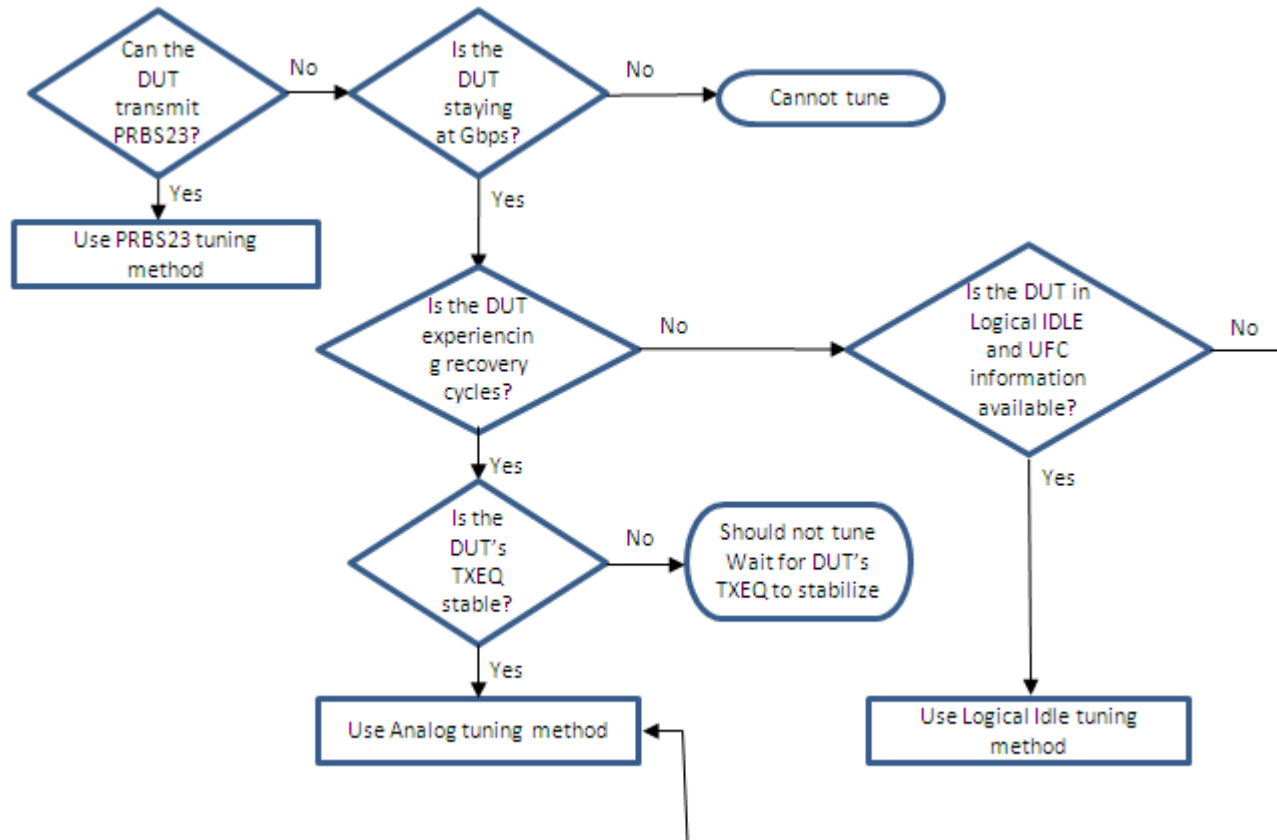 Can the
DUT
transmit
PRBS23?
No
Is the
DUT
staying
at Gbps?
No
Cannot tune
Yes
Use PRBS23 tuning
method
Yes
Is the DUT
experiencin
g recovery
cycles?
No
Is the DUT in
Logical IDLE
and UFC
information
available?
No
Yes
Is the
DUT’s
TXEQ
stable?
No
Should not tune
Wait for DUT’s
TXEQ to stabilize
Yes
Yes
Use Analog tuning method
Use Logical Idle tuning
method